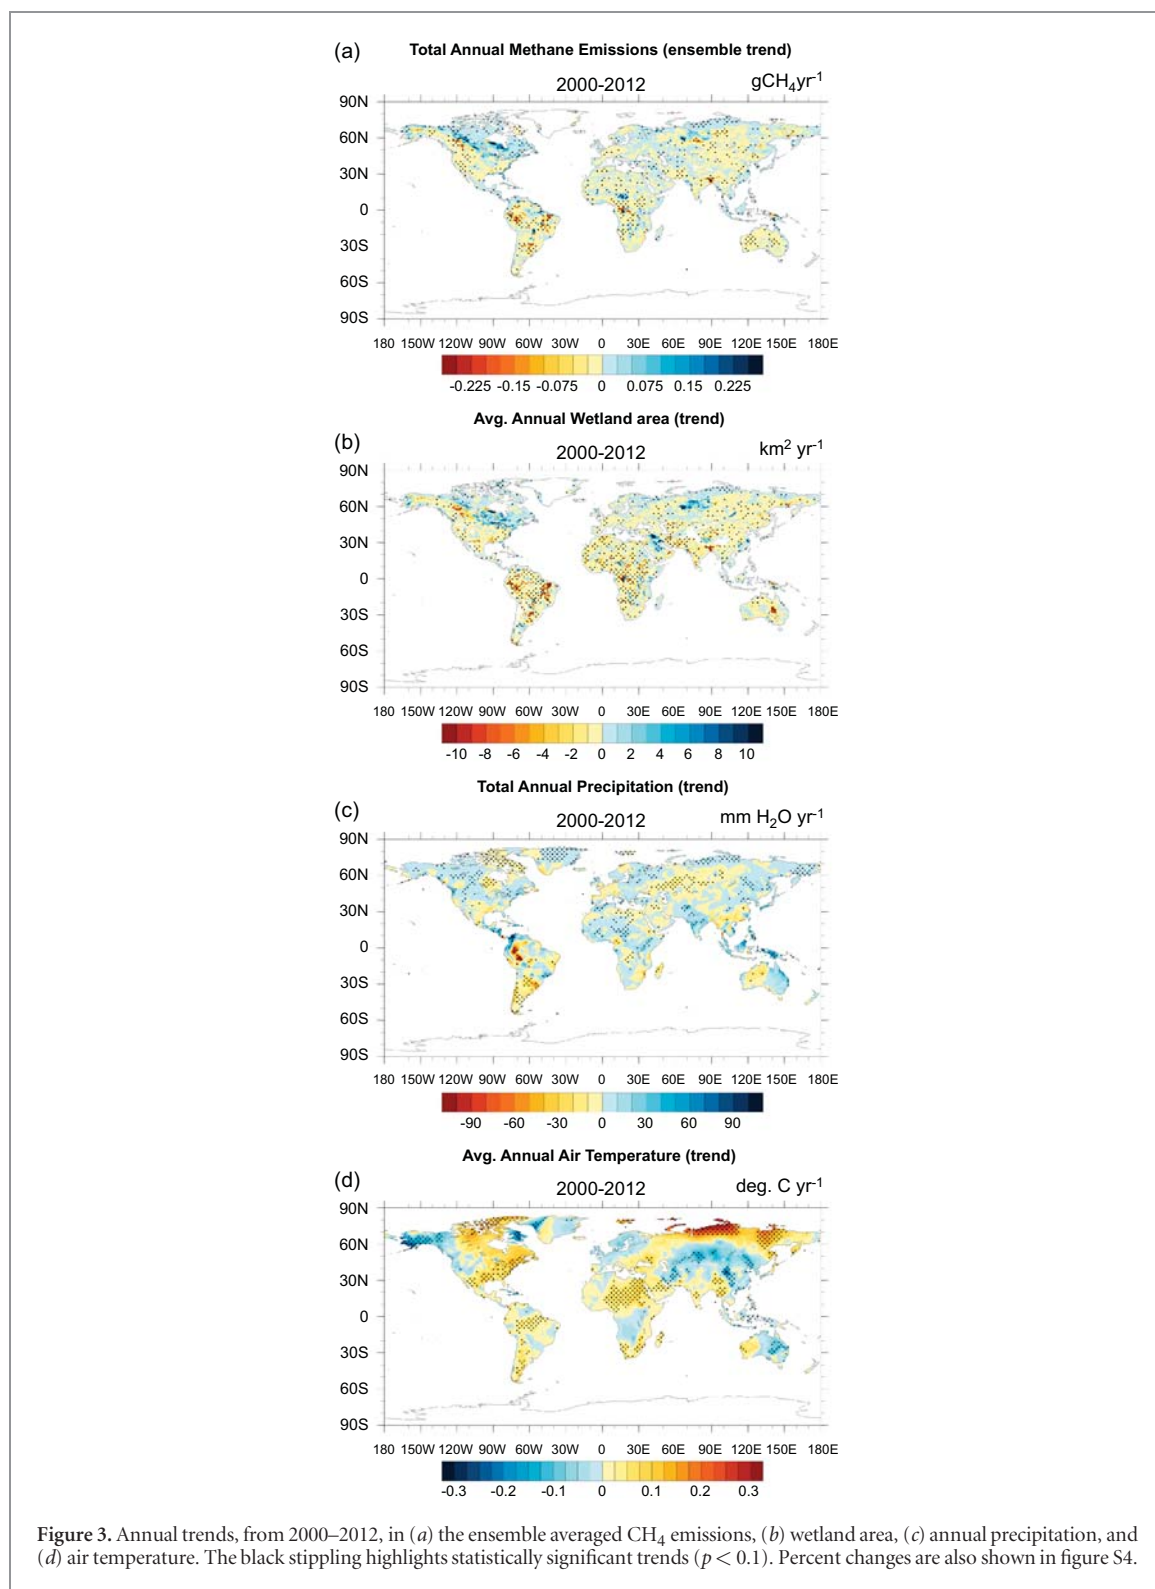 (a) Total Annual Methane Emissions (ensemble trend)
2000-2012 gCH₄yr⁻¹
90N
60N
30N
0
30S
60S
90S
180 150W 120W 90W 60W 30W 0 30E 60E 90E 120E 150E 180E
-0.225 -0.15 -0.075 0 0.075 0.15 0.225
Avg. Annual Wetland area (trend)
(b) 2000-2012 km² yr⁻¹
90N
60N
30N
0
30S
60S
90S
180 150W 120W 90W 60W 30W 0 30E 60E 90E 120E 150E 180E
-10 -8 -6 -4 -2 0 2 4 6 8 10
Total Annual Precipitation (trend)
(c) 2000-2012 mm H₂O yr⁻¹
90N
60N
30N
0
30S
60S
90S
180 150W 120W 90W 60W 30W 0 30E 60E 90E 120E 150E 180E
-90 -60 -30 0 30 60 90
Avg. Annual Air Temperature (trend)
(d) 2000-2012 deg. C yr⁻¹
90N
60N
30N
0
30S
60S
90S
180 150W 120W 90W 60W 30W 0 30E 60E 90E 120E 150E 180E
-0.3 -0.2 -0.1 0 0.1 0.2 0.3
Figure 3. Annual trends, from 2000–2012, in (a) the ensemble averaged CH₄ emissions, (b) wetland area, (c) annual precipitation, and
(d) air temperature. The black stippling highlights statistically significant trends (p < 0.1). Percent changes are also shown in figure S4.